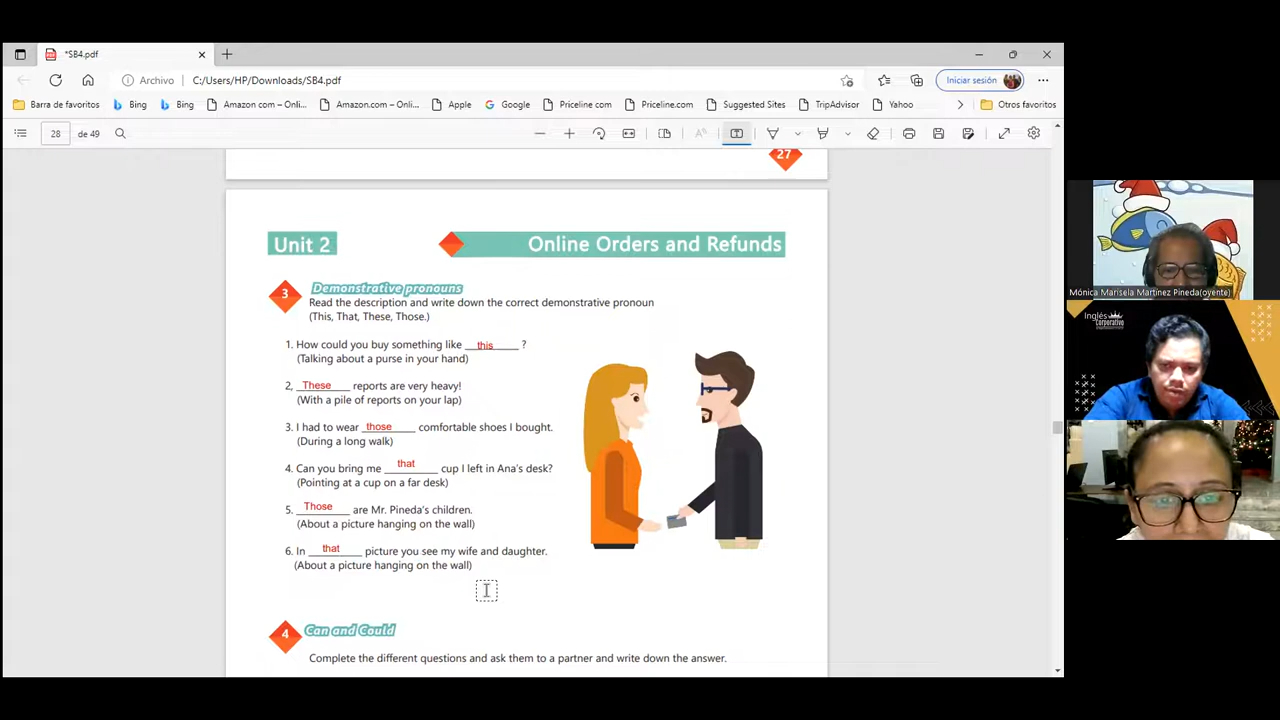 *SB4.pdf
Archivo
C:/Users/HP/Downloads/SB4.pdf
Iniciar sesión
Barra de favoritos
Bing
Bing
Amazon com – Onli...
Amazon.com – Onli...
Apple
Google
Priceline com
Priceline.com
Suggested Sites
TripAdvisor
Yahoo
Otros favoritos
28 de 49
27
Unit 2
Online Orders and Refunds
3
Demonstrative pronouns
Read the description and write down the correct demonstrative pronoun
(This, That, These, Those.)
1. How could you buy something like this ?
(Talking about a purse in your hand)
2, These reports are very heavy!
(With a pile of reports on your lap)
3. I had to wear those comfortable shoes I bought.
(During a long walk)
4. Can you bring me that cup I left in Ana's desk?
(Pointing at a cup on a far desk)
5. Those are Mr. Pineda's children.
(About a picture hanging on the wall)
6. In that picture you see my wife and daughter.
(About a picture hanging on the wall)
4
Can and Could
Complete the different questions and ask them to a partner and write down the answer.
Mónica Marisela Martínez Pineda(oyente)
Inglés
Corporativo